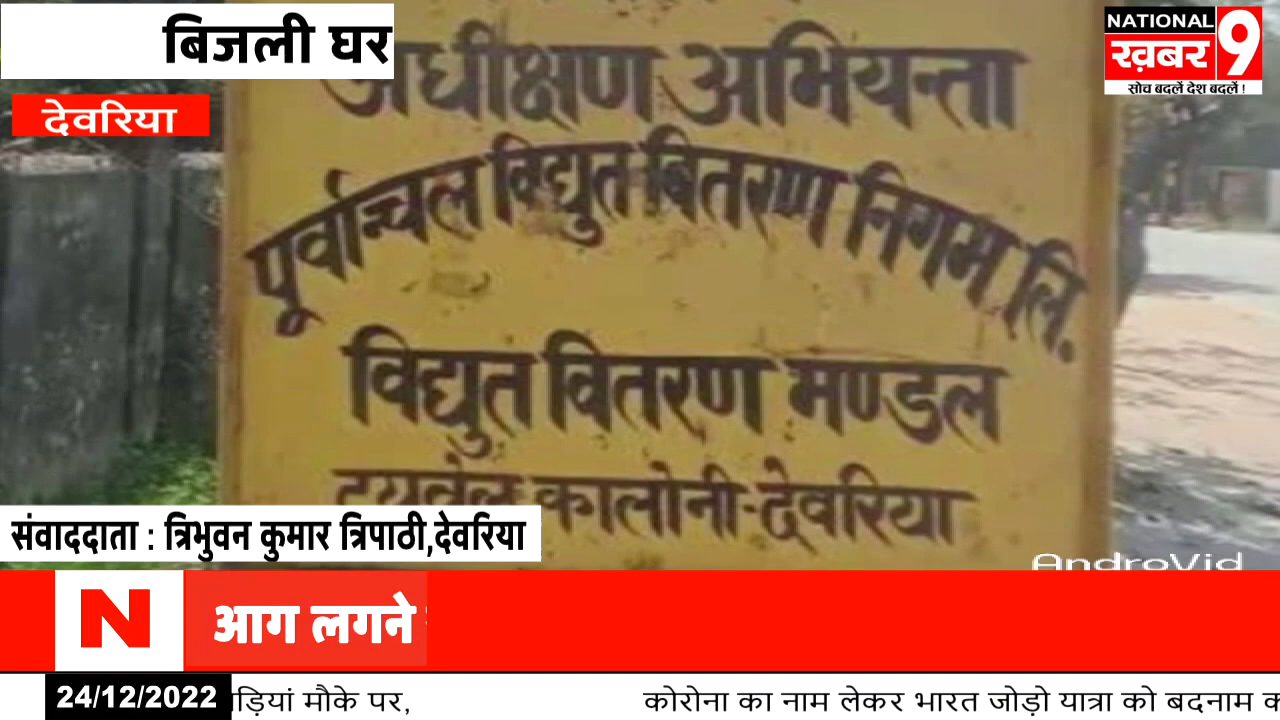 बिजली घर
NATIONAL
ख़बर 9
सोच बदलें देश बदलें !
देवरिया
अधीक्षण अभियन्ता
पूर्वान्चल विद्युत वितरण निगम लि.
विद्युत वितरण मण्डल
कालोनी-देवरिया
संवाददाता : त्रिभुवन कुमार त्रिपाठी,देवरिया
AndroVid
N
आग लगने
24/12/2022
ड़ियां मौके पर,
कोरोना का नाम लेकर भारत जोड़ो यात्रा को बदनाम